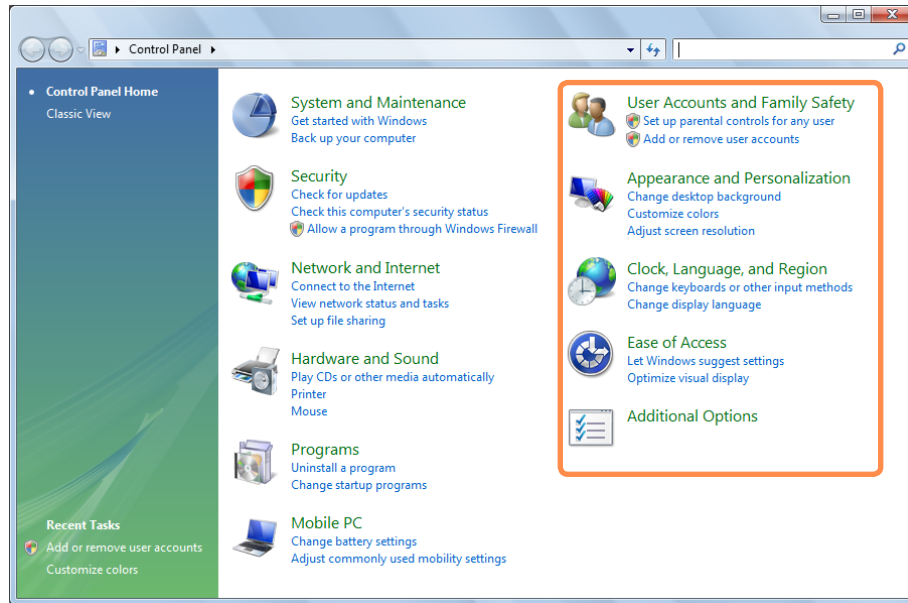 Control Panel
Control Panel Home
Classic View
System and Maintenance
Get started with Windows
Back up your computer
Security
Check for updates
Check this computer's security status
Allow a program through Windows Firewall
Network and Internet
Connect to the Internet
View network status and tasks
Set up file sharing
Hardware and Sound
Play CDs or other media automatically
Printer
Mouse
Programs
Uninstall a program
Change startup programs
Mobile PC
Change battery settings
Adjust commonly used mobility settings
User Accounts and Family Safety
Set up parental controls for any user
Add or remove user accounts
Appearance and Personalization
Change desktop background
Customize colors
Adjust screen resolution
Clock, Language, and Region
Change keyboards or other input methods
Change display language
Ease of Access
Let Windows suggest settings
Optimize visual display
Additional Options
Recent Tasks
Add or remove user accounts
Customize colors